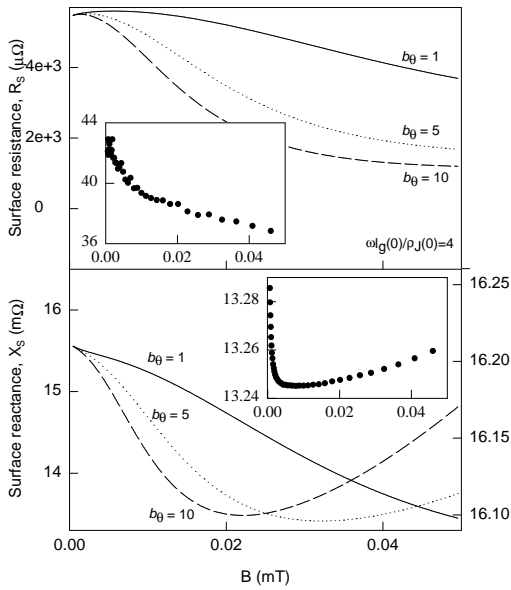 Surface resistance, R_S (μΩ)
4e+3
2e+3
0
b_θ = 1
b_θ = 5
b_θ = 10
44
40
36
0.00
0.02
0.04
ωl_g(0)/ρ_J(0)=4
Surface reactance, X_S (mΩ)
16
15
14
13
b_θ = 1
b_θ = 5
b_θ = 10
13.28
13.26
13.24
0.00
0.02
0.04
16.25
16.20
16.15
16.10
0.00
0.02
0.04
B (mT)